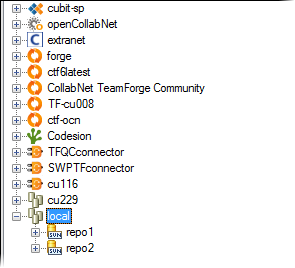 cubit-sp
openCollabNet
extranet
forge
ctf6latest
CollabNet TeamForge Community
TF-cu008
ctf-ocn
Codesion
TFQCconnector
SWPTFconnector
cu116
cu229
local
repo1
repo2